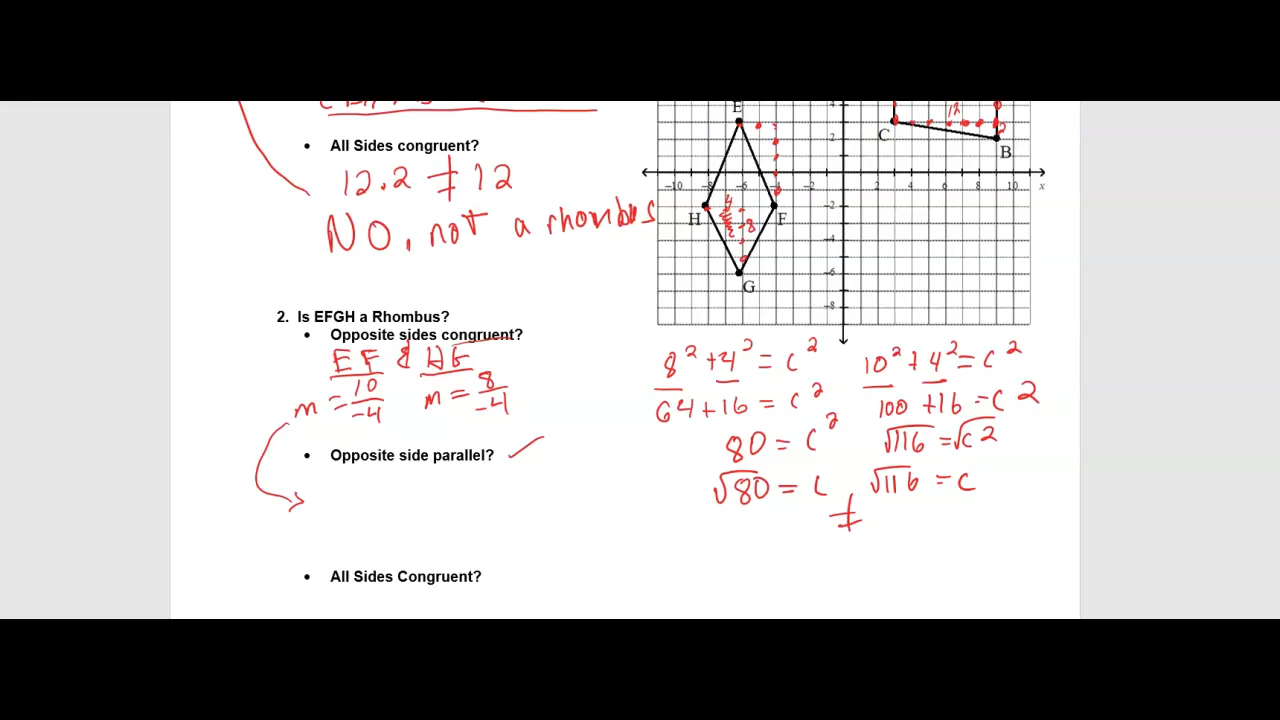 • All Sides congruent?
12.2 ≠ 12
NO, not a rhombus
2. Is EFGH a Rhombus?
• Opposite sides congruent?
EF & HG
m = 10/-4 m = 8/-4
• Opposite side parallel? ✓
• All Sides Congruent?
E
C
B
H
F
G
12
2
4
-8
4
2
-2
-4
-6
-8
-10 -8 -6 -4 -2 2 4 6 8 10 x
8² + 4² = c²
64 + 16 = c²
80 = c²
√80 = c
≠
10² + 4² = c²
100 + 16 = c²
√116 = √c²
√116 = c